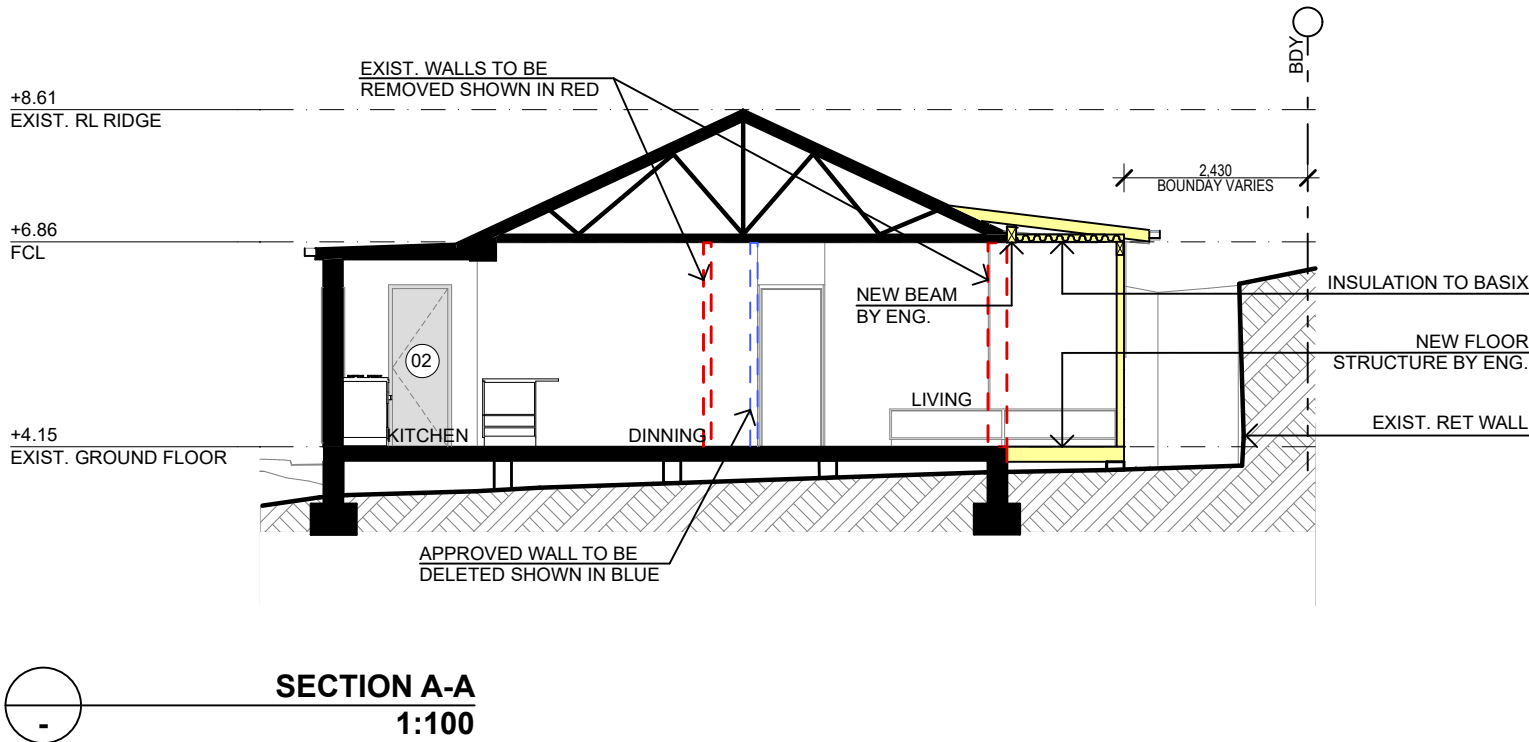 BDY
EXIST. WALLS TO BE
REMOVED SHOWN IN RED
+8.61
EXIST. RL RIDGE
2,430
BOUNDAY VARIES
+6.86
FCL
NEW BEAM
BY ENG.
INSULATION TO BASIX
NEW FLOOR
STRUCTURE BY ENG.
02
LIVING
EXIST. RET WALL
KITCHEN
DINNING
+4.15
EXIST. GROUND FLOOR
APPROVED WALL TO BE
DELETED SHOWN IN BLUE
SECTION A-A
-
1:100